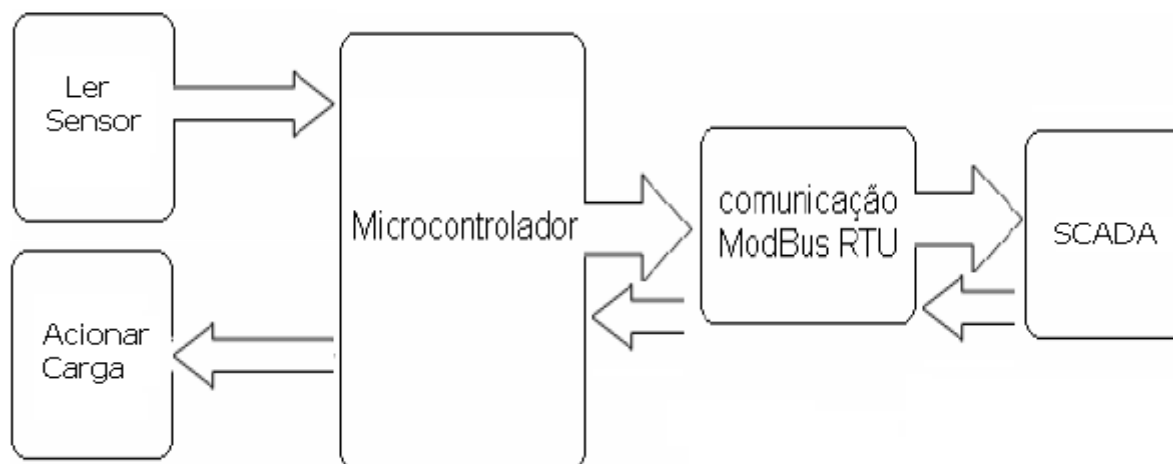 Ler
Sensor
Microcontrolador
comunicação
ModBus RTU
SCADA
Acionar
Carga